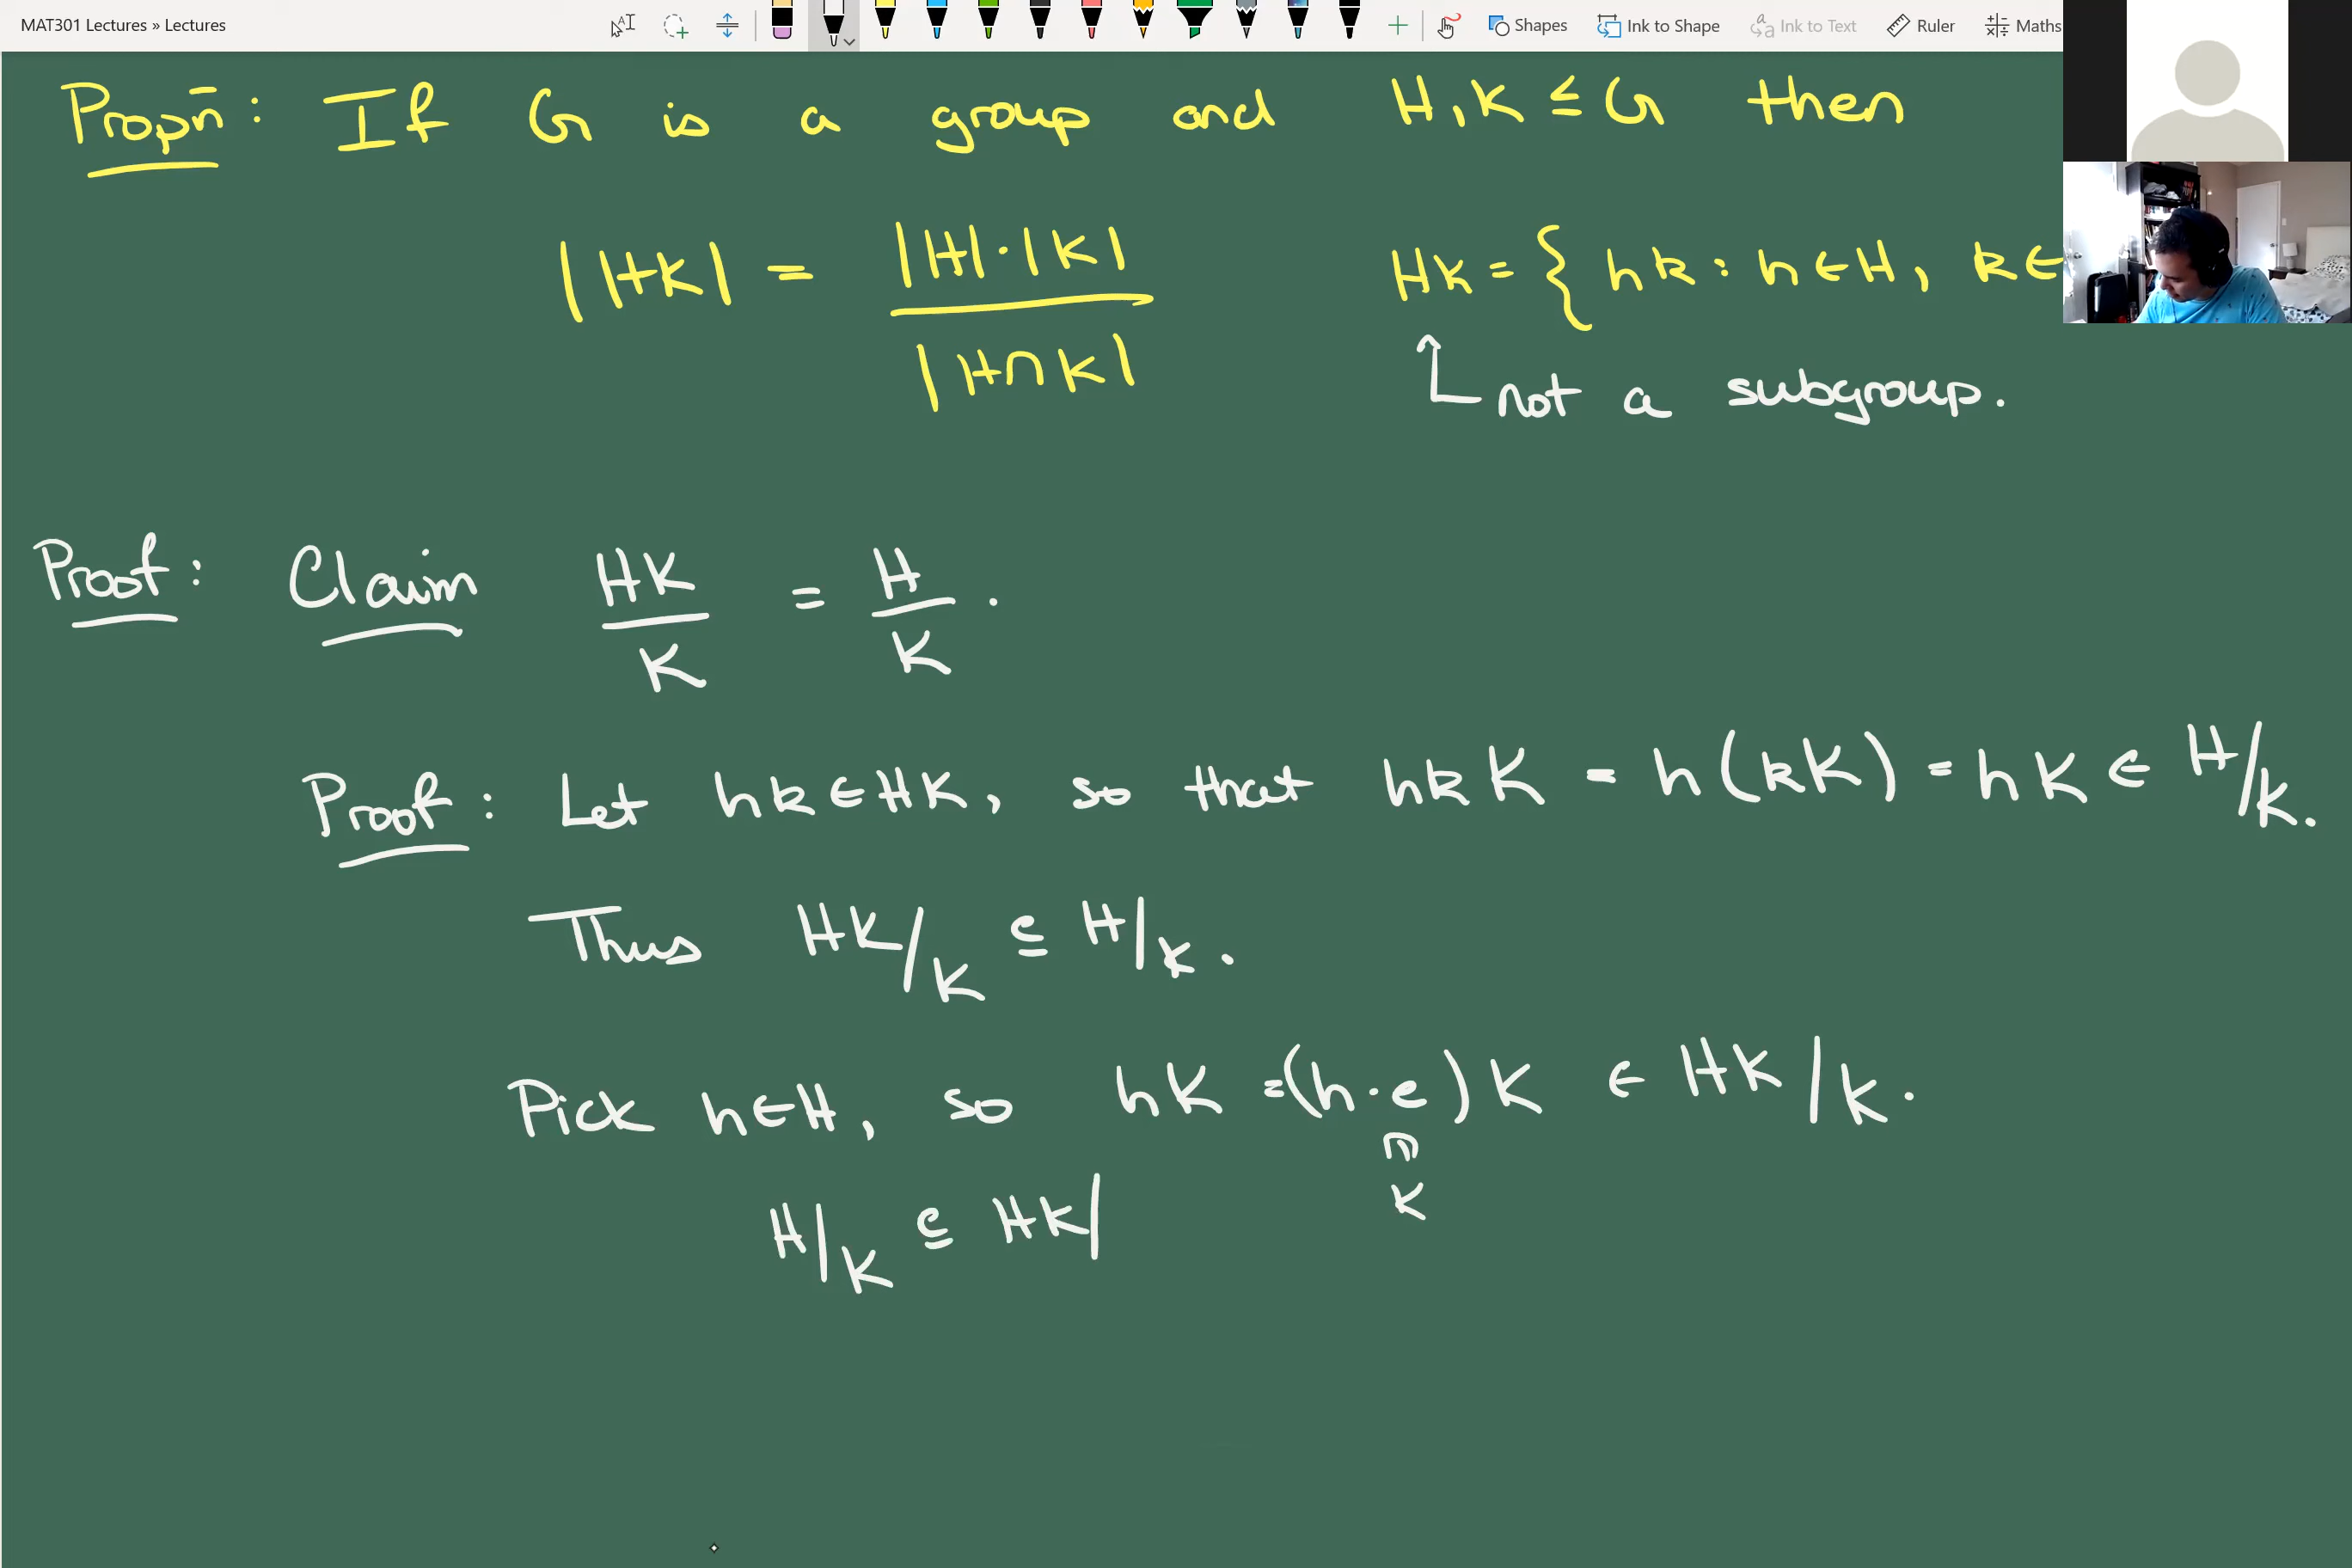 MAT301 Lectures » Lectures
Shapes Ink to Shape Ink to Text Ruler Maths
Prop̄n: If G is a group and H, K ≤ G then
|HK| = |H|·|K| / |H∩K| HK = { hk : h∈H, k∈
not a subgroup.
Proof: Claim HK/K = H/K.
Proof: Let hk∈HK, so that hkK = h(kK) = hK ∈ H/K.
Thus HK/K ⊆ H/K.
Pick h∈H, so hK = (h·e)K ∈ HK/K.
∈
K
H/K ⊆ HK/